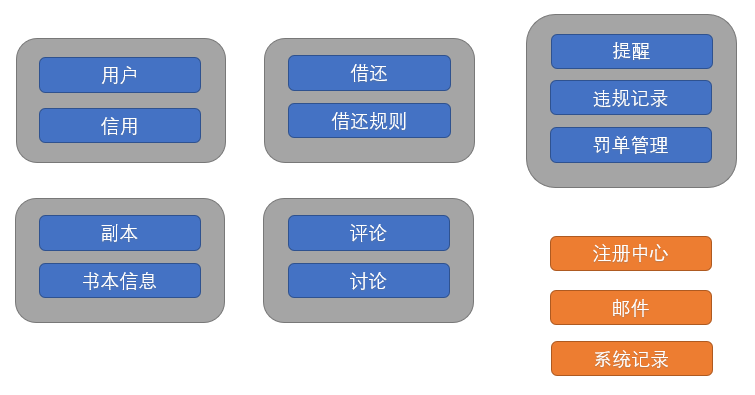 用户
信用
借还
借还规则
提醒
违规记录
罚单管理
副本
书本信息
评论
讨论
注册中心
邮件
系统记录